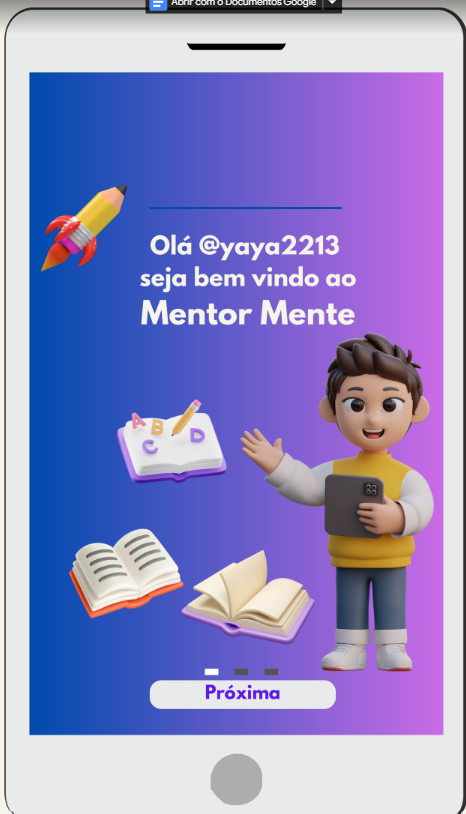 Abrir com o Documentos Google
Olá @yaya2213
seja bem vindo ao
Mentor Mente
A
B
C
D
Próxima